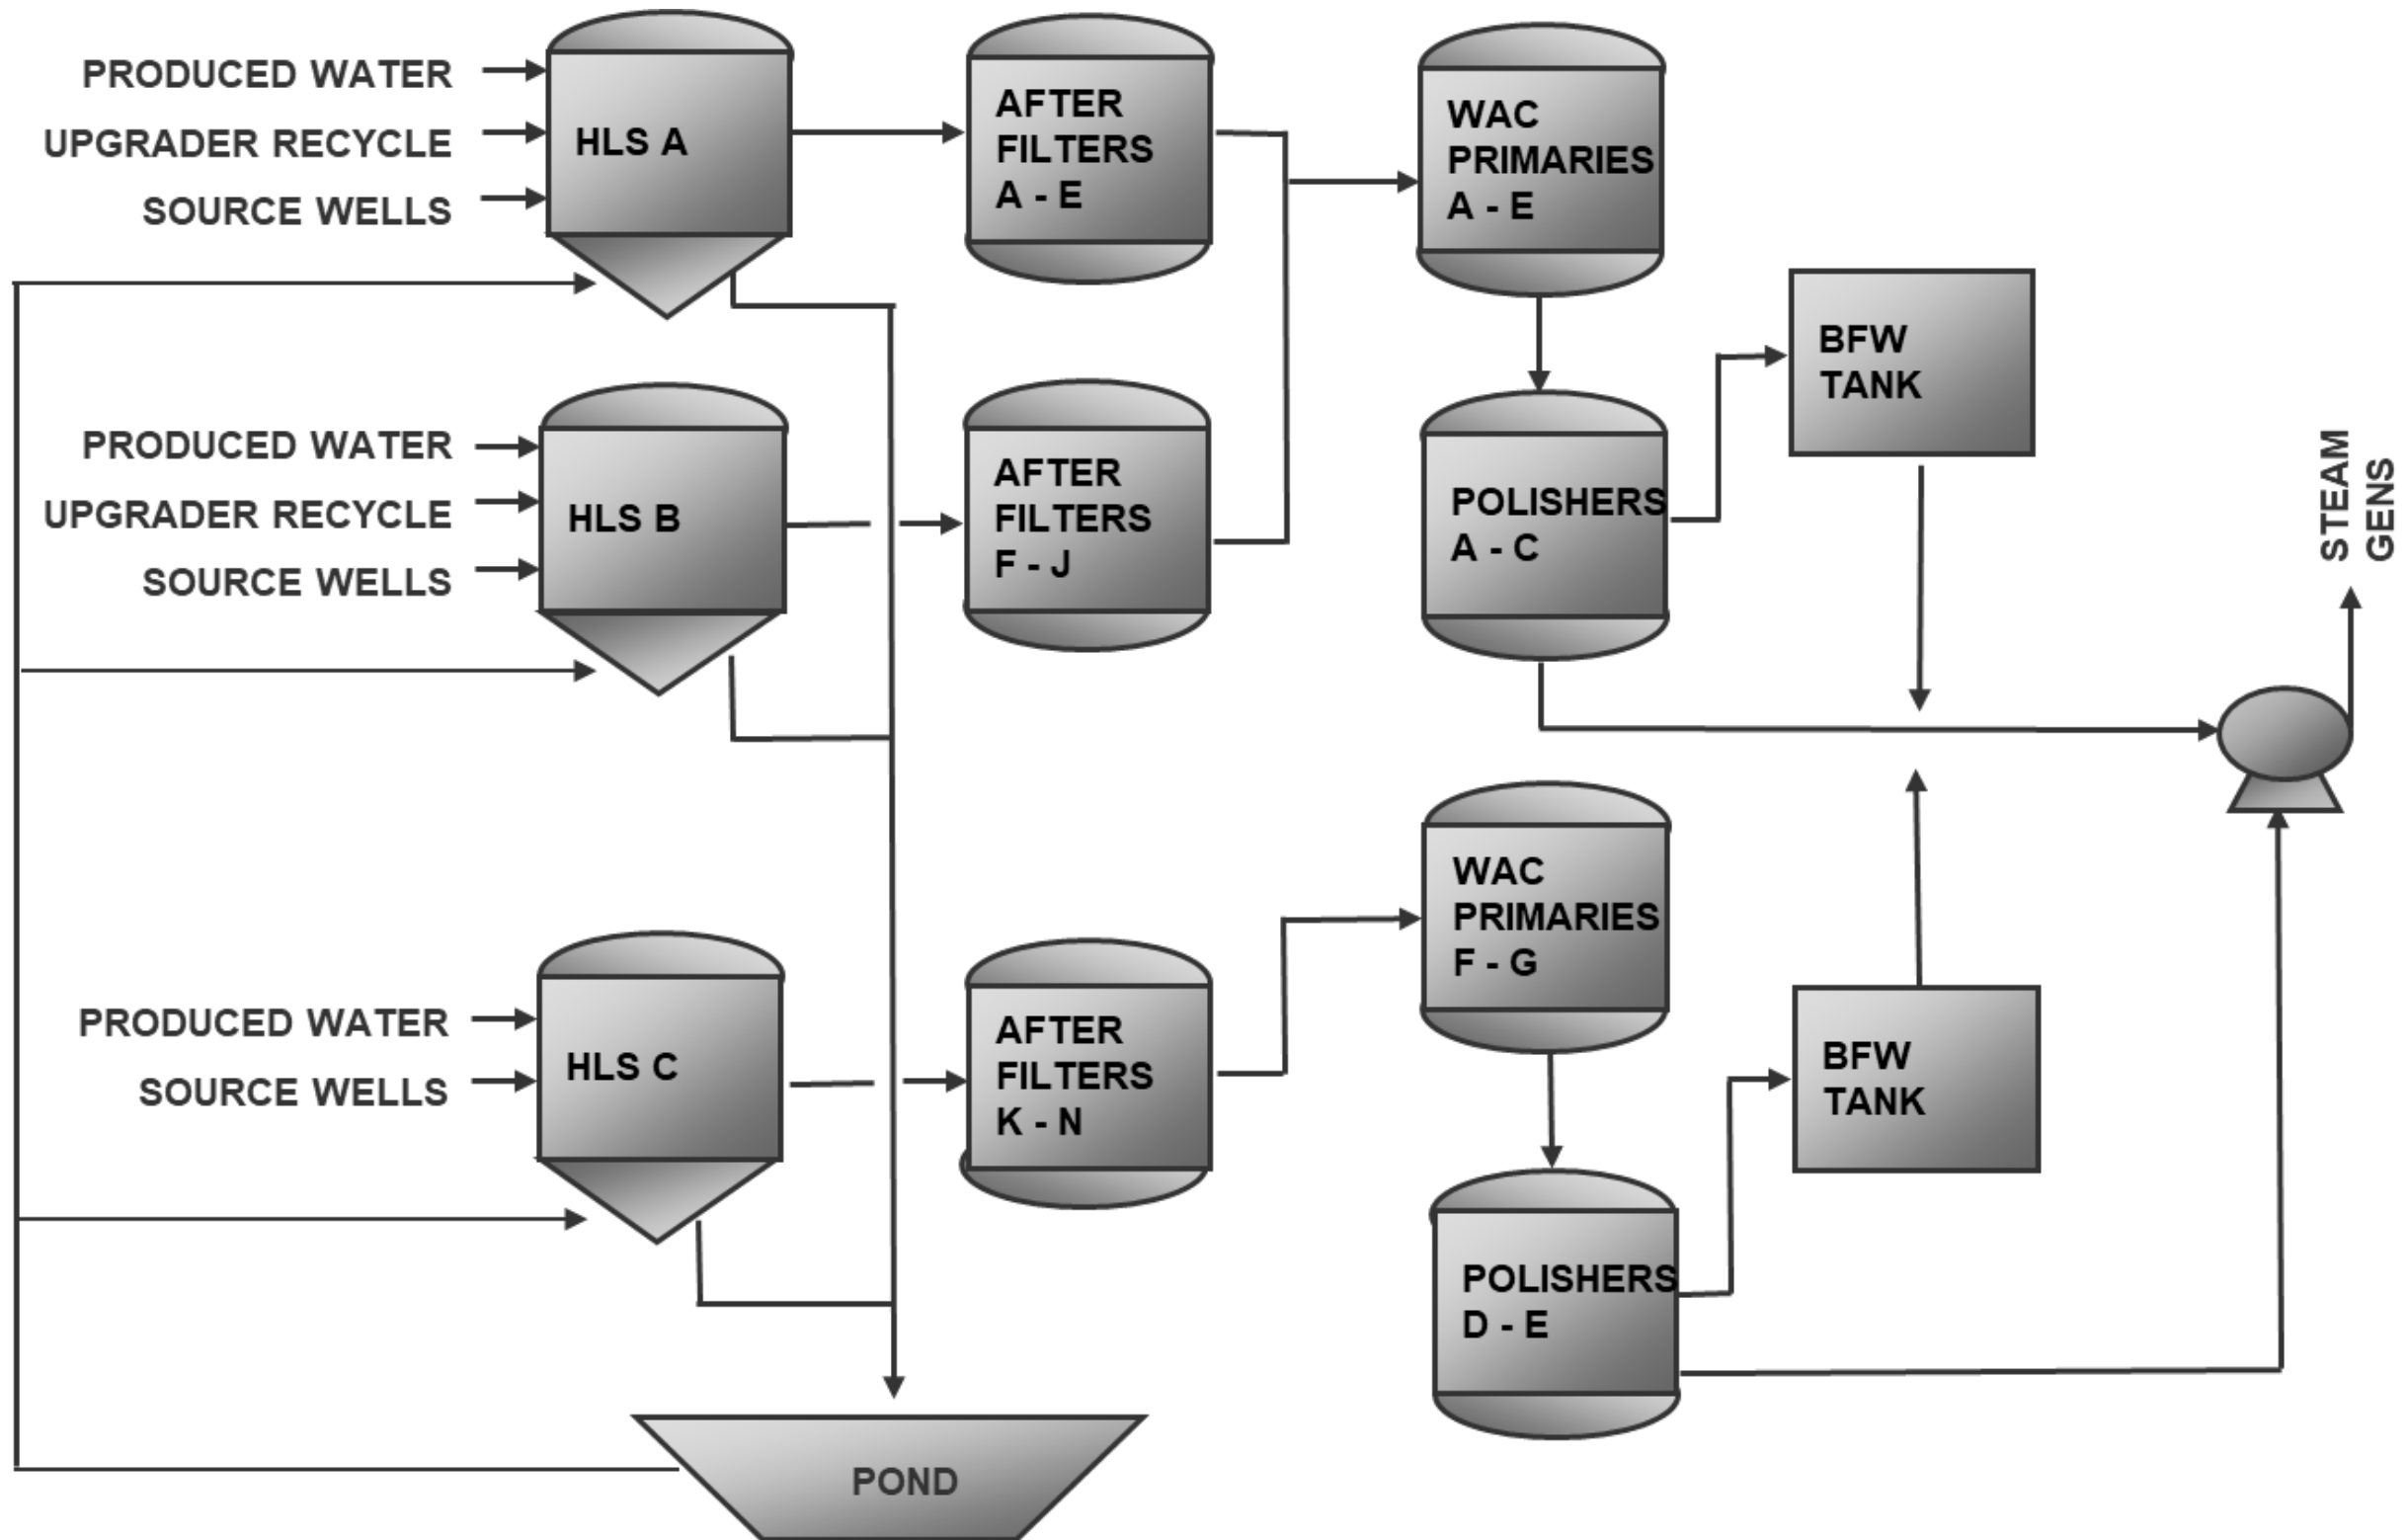 PRODUCED WATER
UPGRADER RECYCLE
SOURCE WELLS
HLS A
AFTER
FILTERS
A - E
WAC
PRIMARIES
A - E
BFW
TANK
PRODUCED WATER
UPGRADER RECYCLE
SOURCE WELLS
HLS B
AFTER
FILTERS
F - J
POLISHERS
A - C
STEAM
GENS
WAC
PRIMARIES
F - G
PRODUCED WATER
SOURCE WELLS
HLS C
AFTER
FILTERS
K - N
BFW
TANK
POLISHERS
D - E
POND